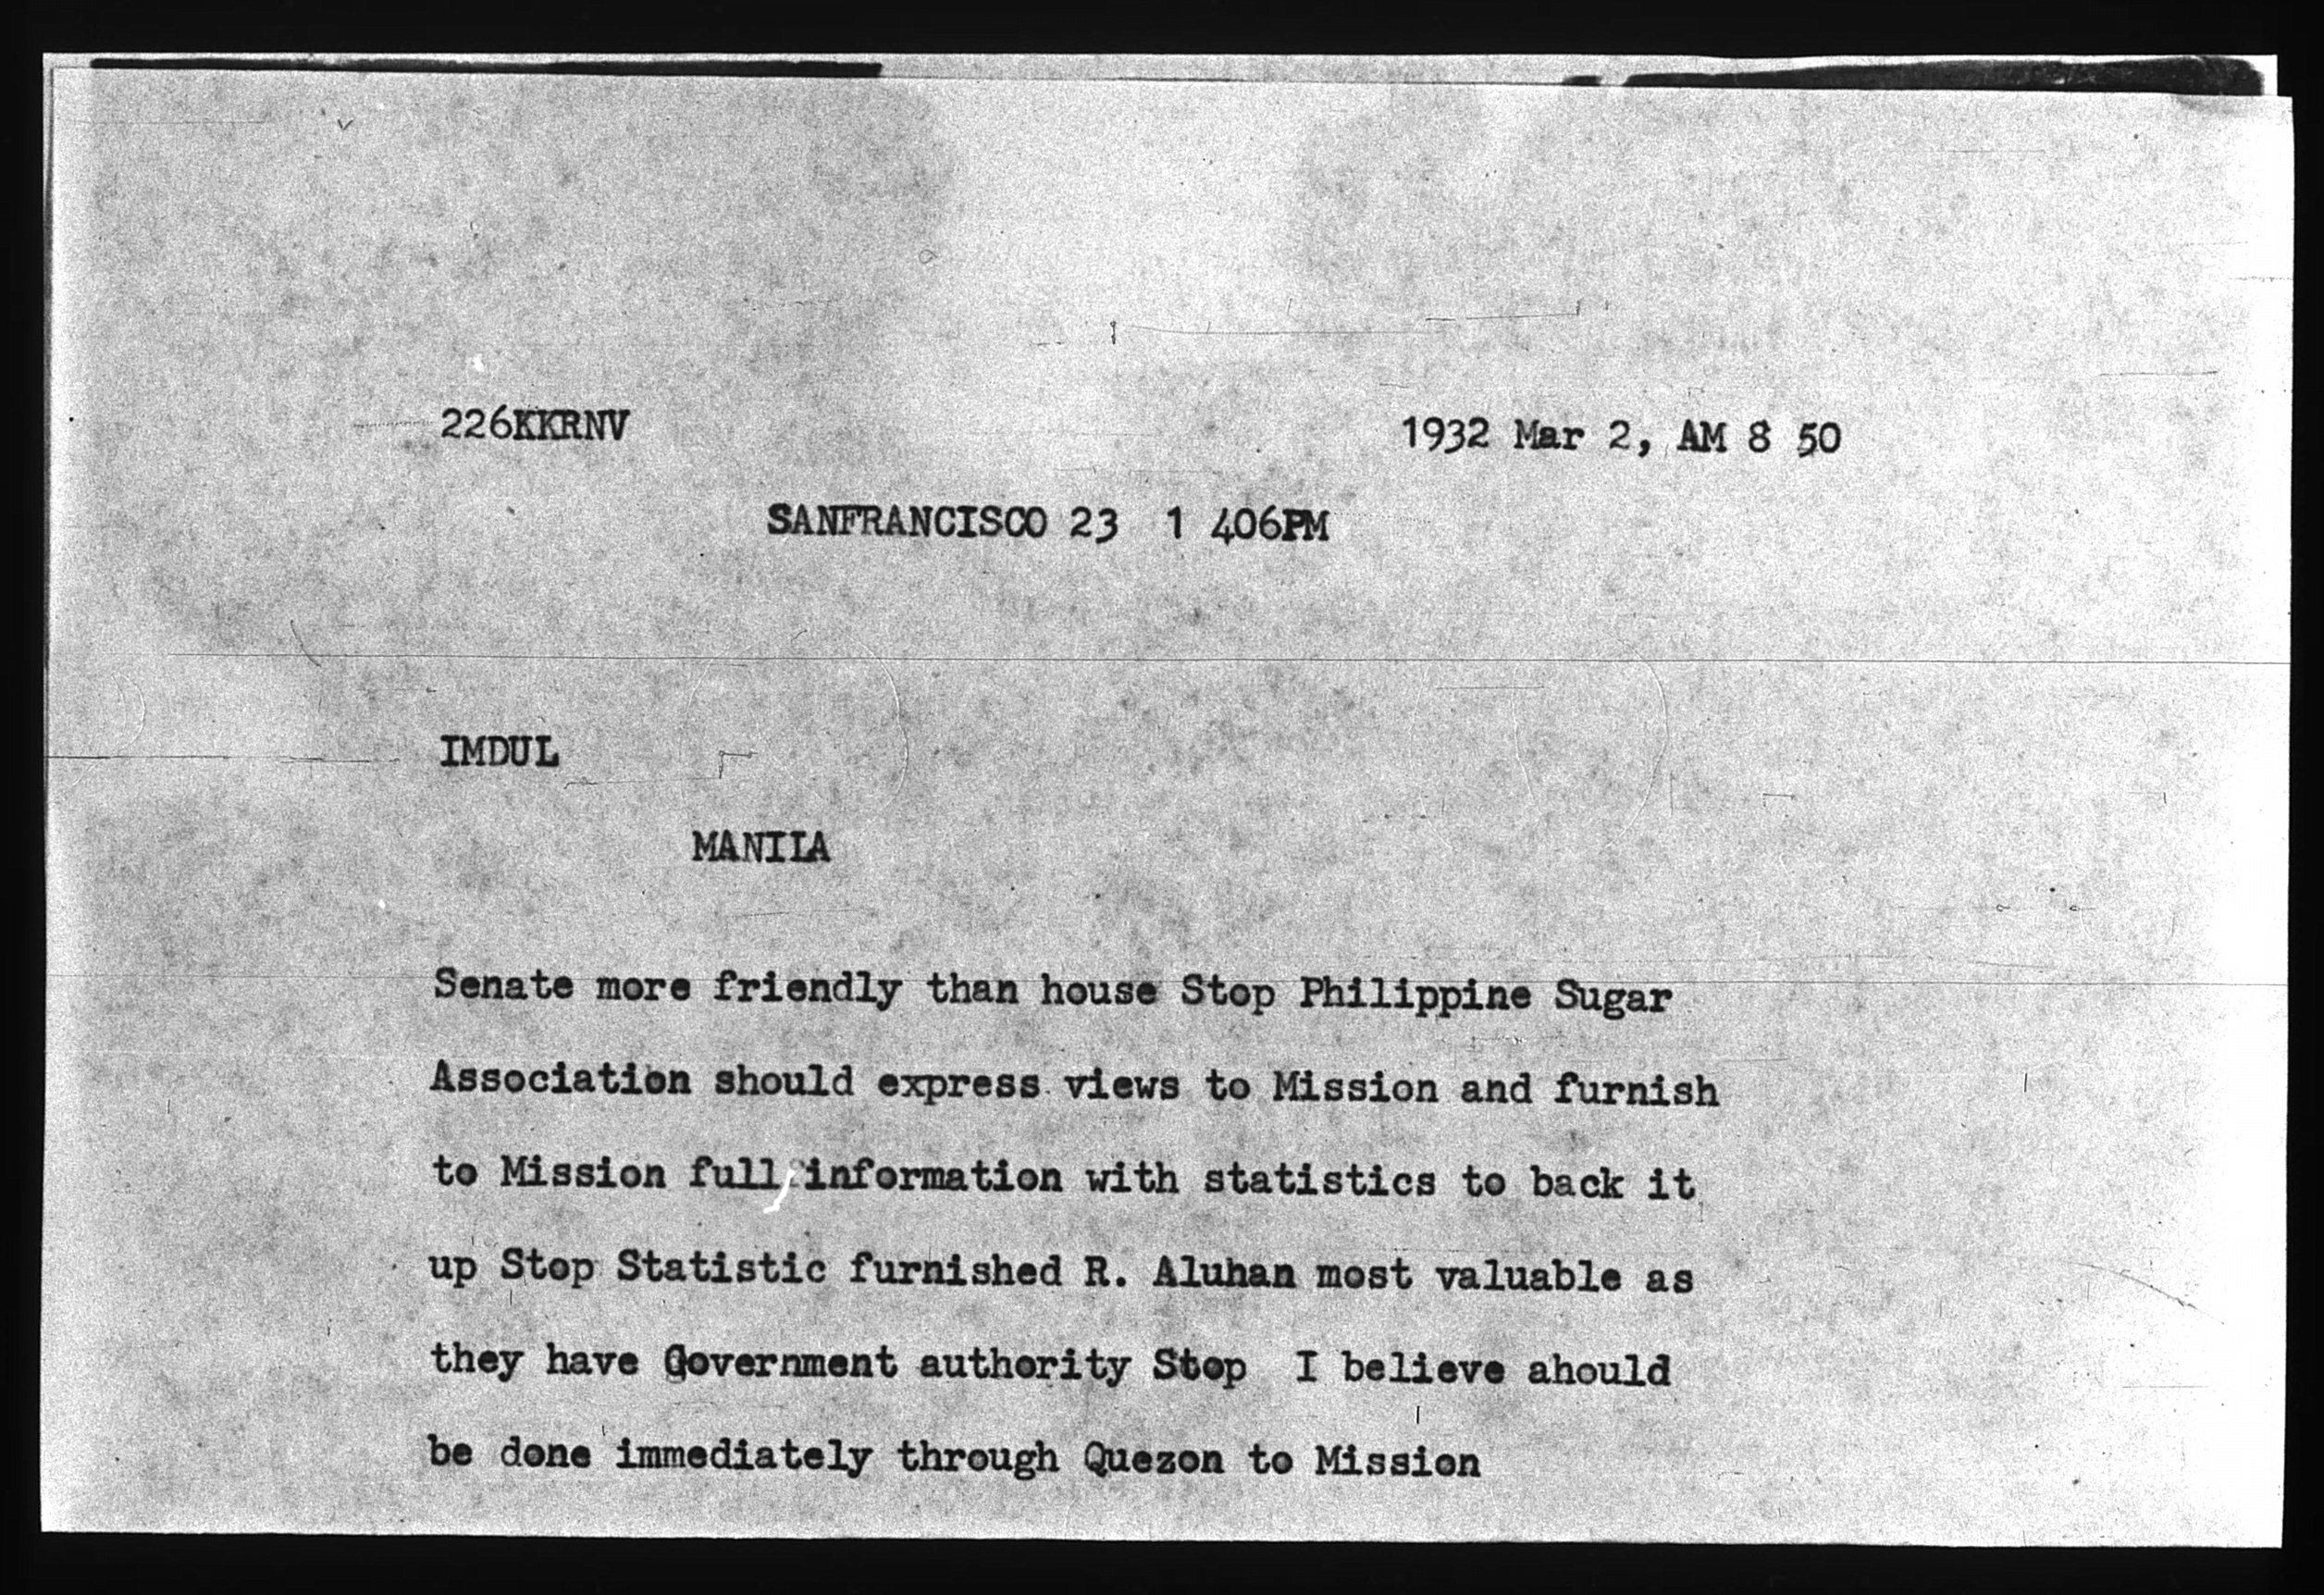 226KKRNV 1932 Mar 2, AM 8 50
SANFRANCISCO 23 1 406PM
IMDUL
MANILA
Senate more friendly than house Stop Philippine Sugar
Association should express views to Mission and furnish
to Mission full information with statistics to back it
up Stop Statistic furnished R. Aluhan most valuable as
they have Government authority Stop I believe ahould
be done immediately through Quezon to Mission